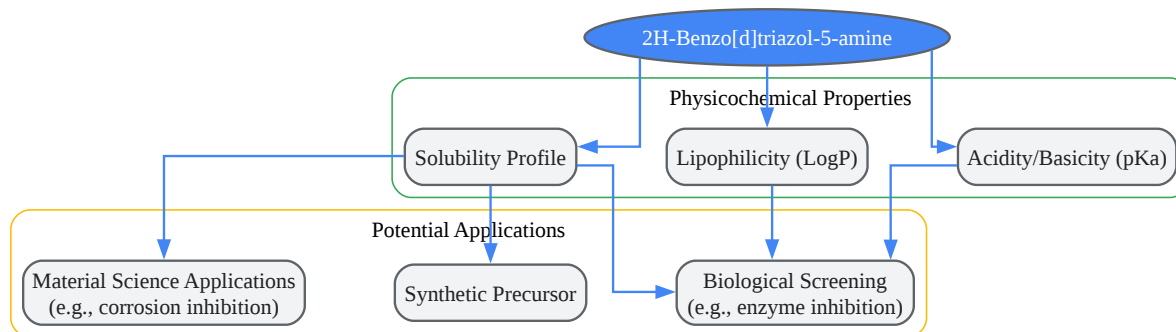 2H-Benzo[d]triazol-5-amine
Physicochemical Properties
Solubility Profile
Lipophilicity (LogP)
Acidity/Basicity (pKa)
Potential Applications
Material Science Applications
(e.g., corrosion inhibition)
Synthetic Precursor
Biological Screening
(e.g., enzyme inhibition)